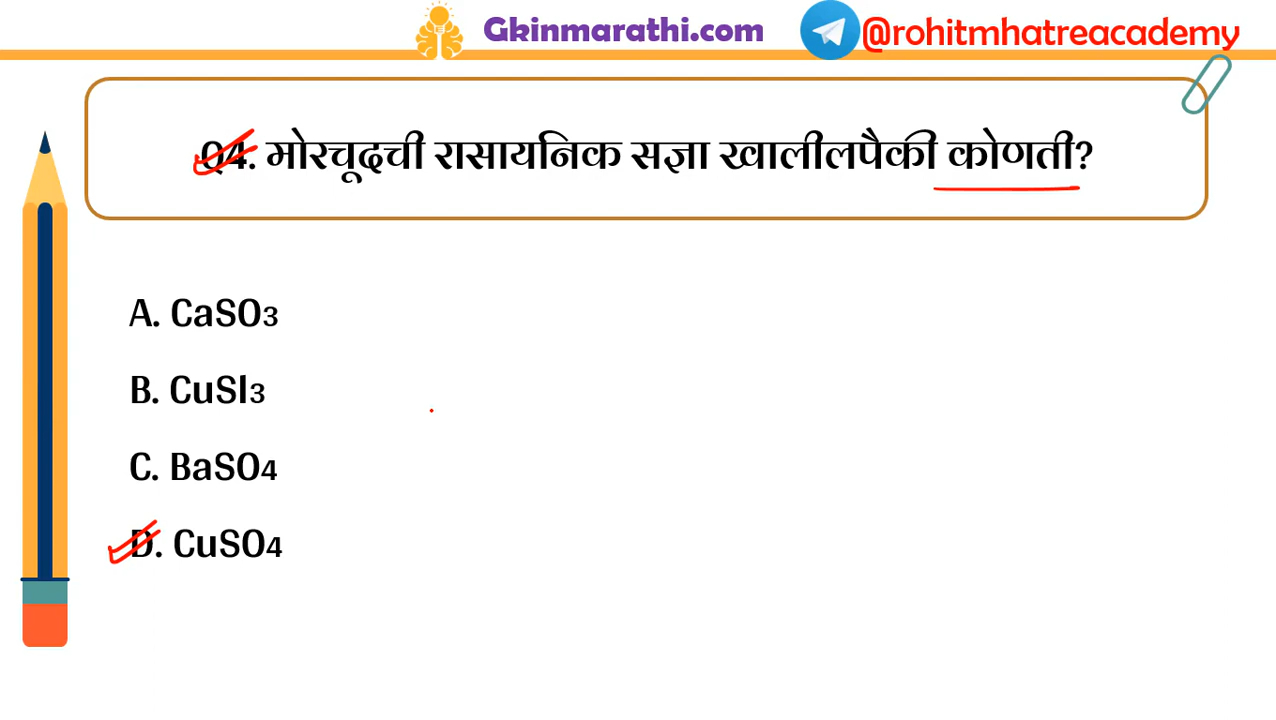 Gkinmarathi.com
@rohitmhatreacademy
Q4. मोरचूदची रासायनिक सज्ञा खालीलपैकी कोणती?
A. CaSO3
B. CuSI3
C. BaSO4
D. CuSO4